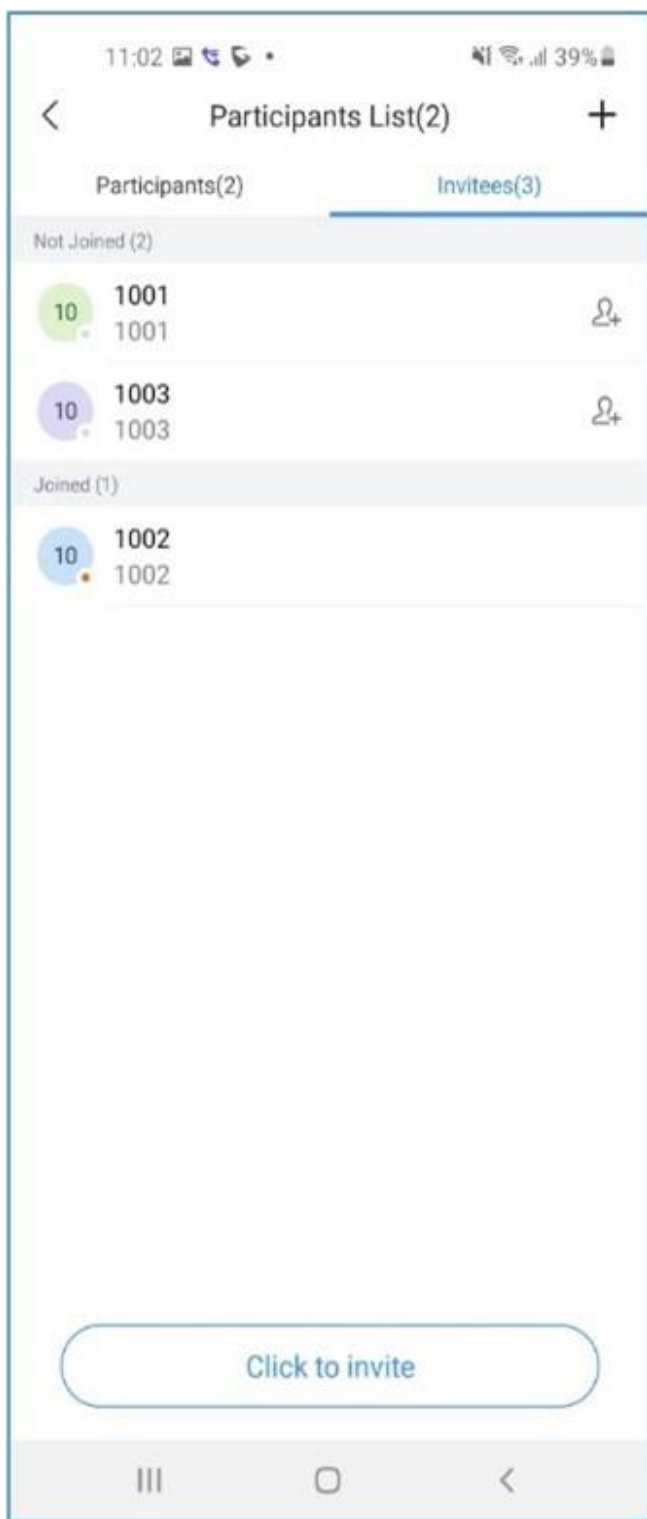 11:02 39%
Participants List(2)
Participants(2) Invitees(3)
Not Joined (2)
10 1001
1001
10 1003
1003
Joined (1)
10 1002
1002
Click to invite